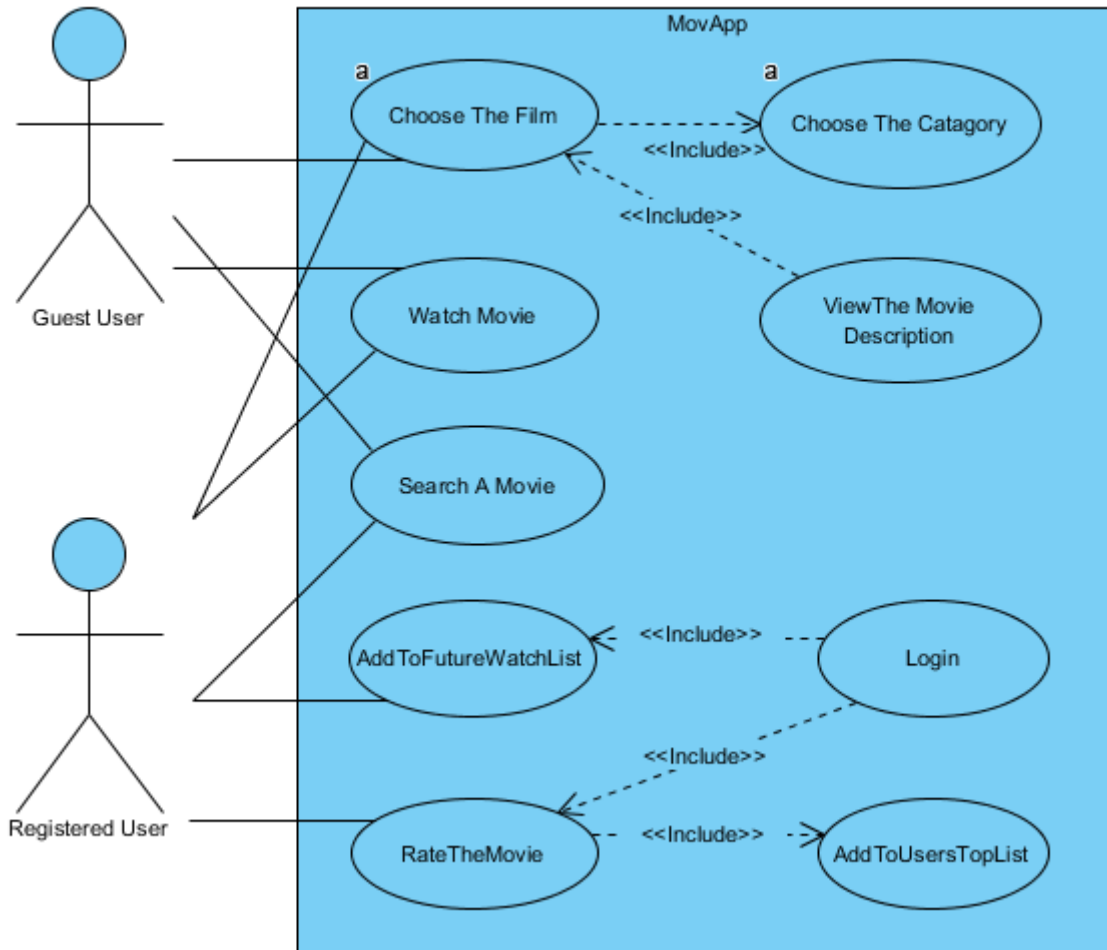 MovApp
a
a
Choose The Film
Choose The Catagory
<<Include>>
<<Include>>
Guest User
Watch Movie
ViewThe Movie
Description
Search A Movie
<<Include>>
AddToFutureWatchList
Login
<<Include>>
Registered User
<<Include>>
RateTheMovie
AddToUsersTopList